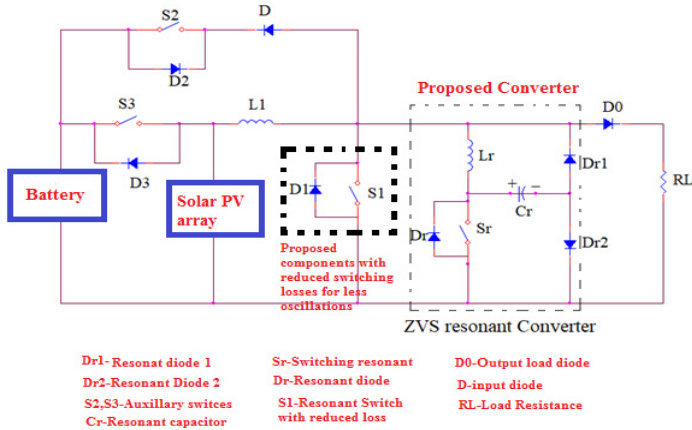 S2
D
D2
Proposed Converter
S3
L1
D0
D3
Lr
Dr1
Battery
Solar PV
array
D1
S1
+
−
Cr
RL
Dr
Sr
Dr2
Proposed
components with
reduced switching
losses for less
oscillations
ZVS resonant Converter
Dr1- Resonat diode 1
Dr2-Resonant Diode 2
S2,S3-Auxillary switces
Cr-Resonant capacitor
Sr-Switching resonant
Dr-Resonant diode
S1-Resonant Switch
with reduced loss
D0-Output load diode
D-input diode
RL-Load Resistance